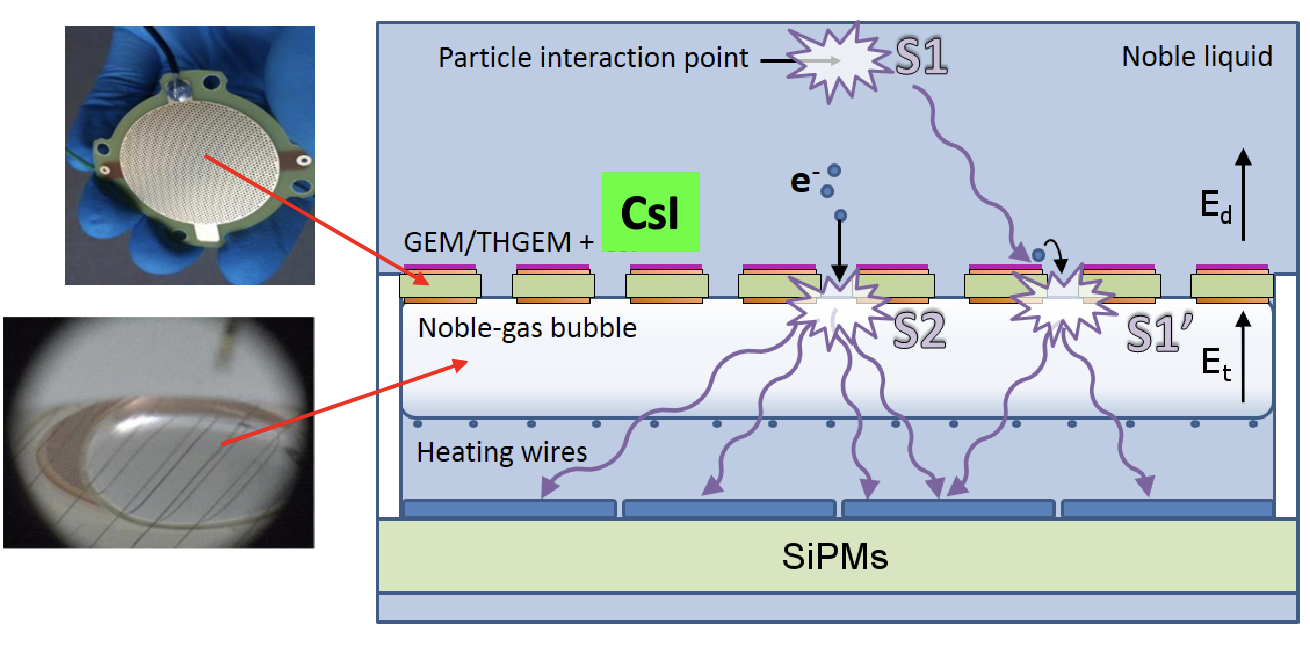 Particle interaction point
S1
Noble liquid
e-
Ed
CsI
GEM/THGEM +
Noble-gas bubble
S2
S1’
Et
Heating wires
SiPMs